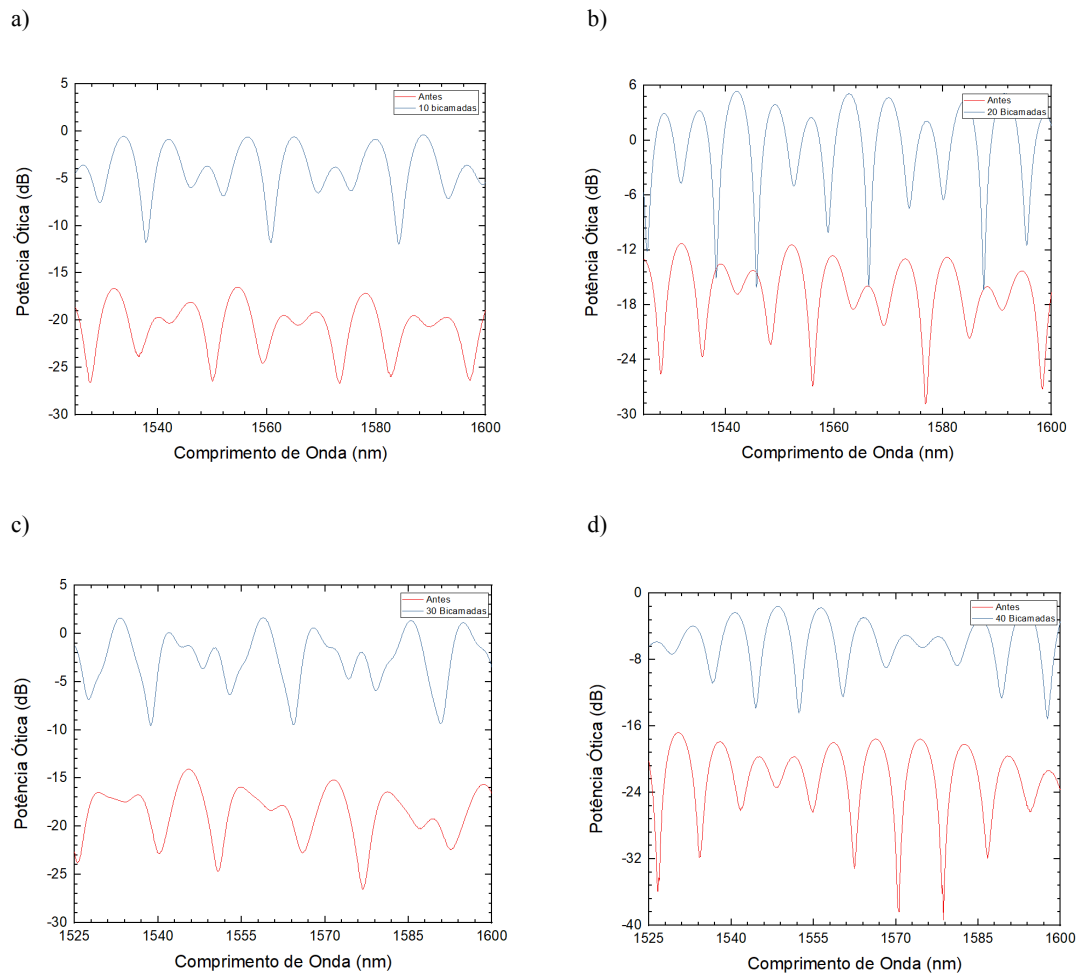 a)
5
0
-5
-10
-15
-20
-25
-30
Potência Ótica (dB)
Antes
10 bicamadas
1540
1560
1580
1600
Comprimento de Onda (nm)
b)
6
0
-6
-12
-18
-24
-30
Potência Ótica (dB)
Antes
20 Bicamadas
1540
1560
1580
1600
Comprimento de Onda (nm)
c)
5
0
-5
-10
-15
-20
-25
-30
Potência Ótica (dB)
Antes
30 Bicamadas
1525
1540
1555
1570
1585
1600
Comprimento de Onda (nm)
d)
0
-8
-16
-24
-32
-40
Potência Ótica (dB)
Antes
40 Bicamadas
1525
1540
1555
1570
1585
1600
Comprimento de Onda (nm)